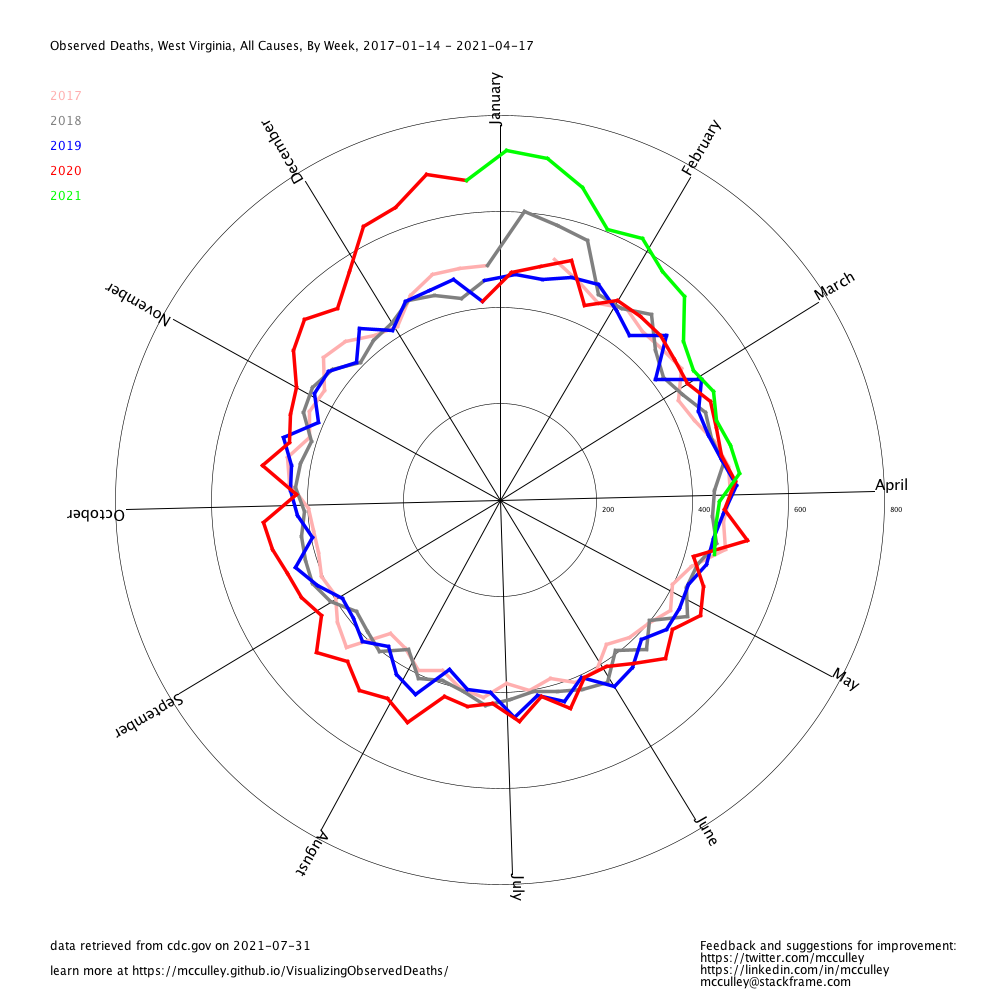 Observed Deaths, West Virginia, All Causes, By Week, 2017-01-14 - 2021-04-17
2017
2018
2019
2020
2021
January
February
March
April
May
June
July
August
September
October
November
December
200
400
600
800
data retrieved from cdc.gov on 2021-07-31
learn more at https://mcculley.github.io/VisualizingObservedDeaths/
Feedback and suggestions for improvement:
https://twitter.com/mcculley
https://linkedin.com/in/mcculley
mcculley@stackframe.com